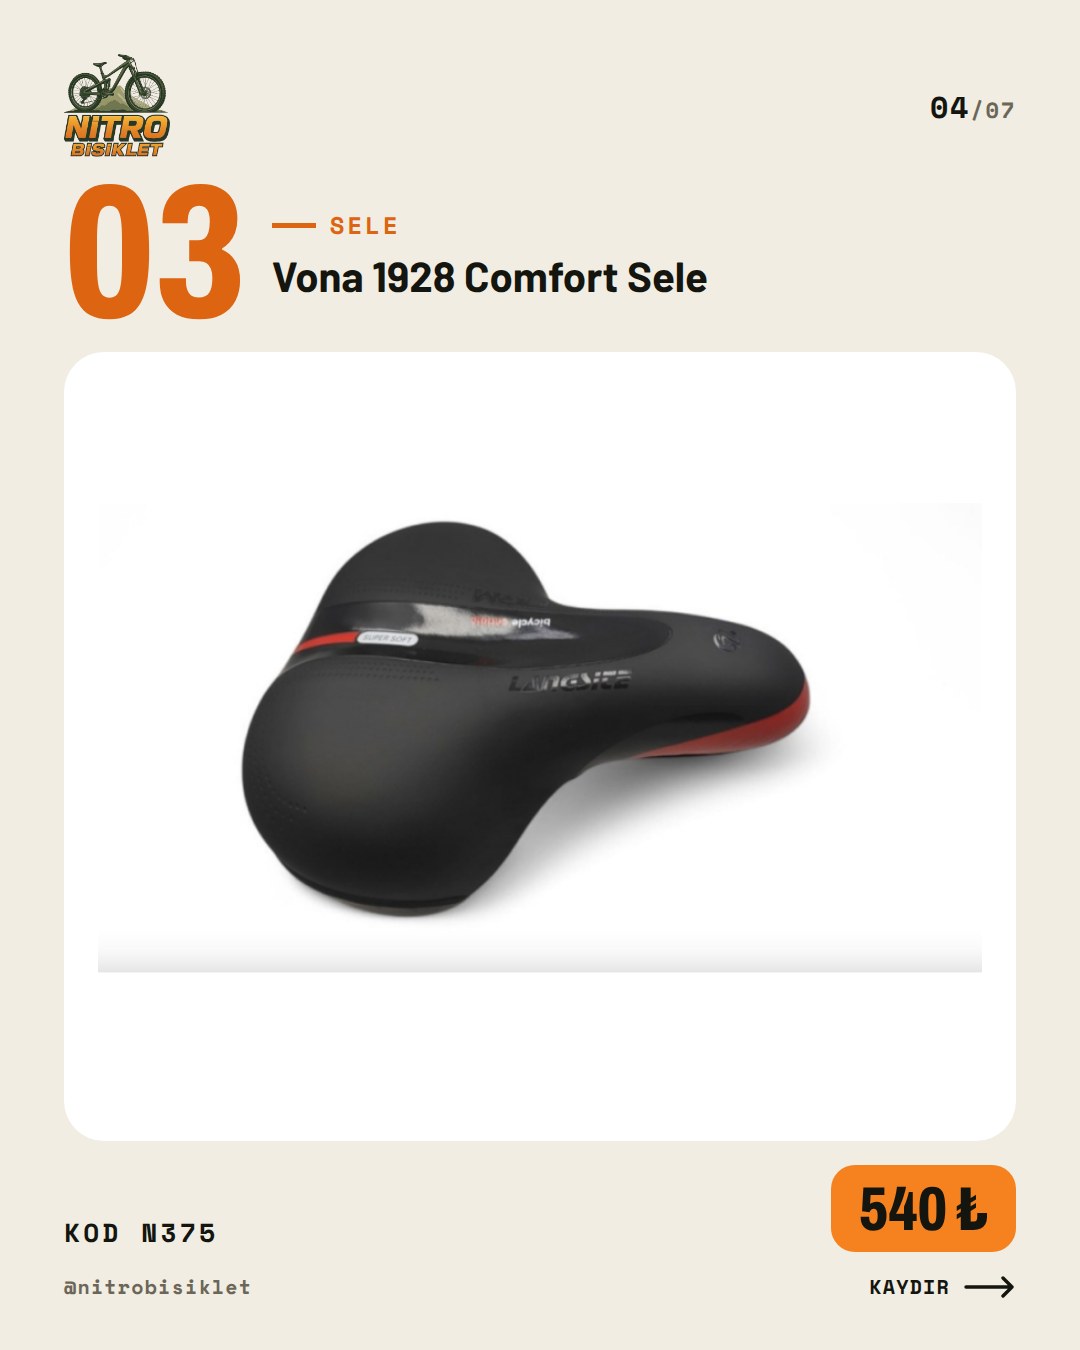 NiTRO
BISIKLET
04/07
03
SELE
Vona 1928 Comfort Sele
SUPER SOFT
bicycle
KOD N375
540 ₺
@nitrobisiklet
KAYDIR